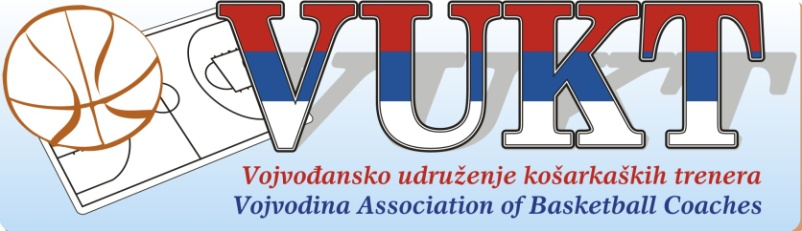 VUKT
Vojvođansko udruženje košarkaških trenera
Vojvodina Association of Basketball Coaches